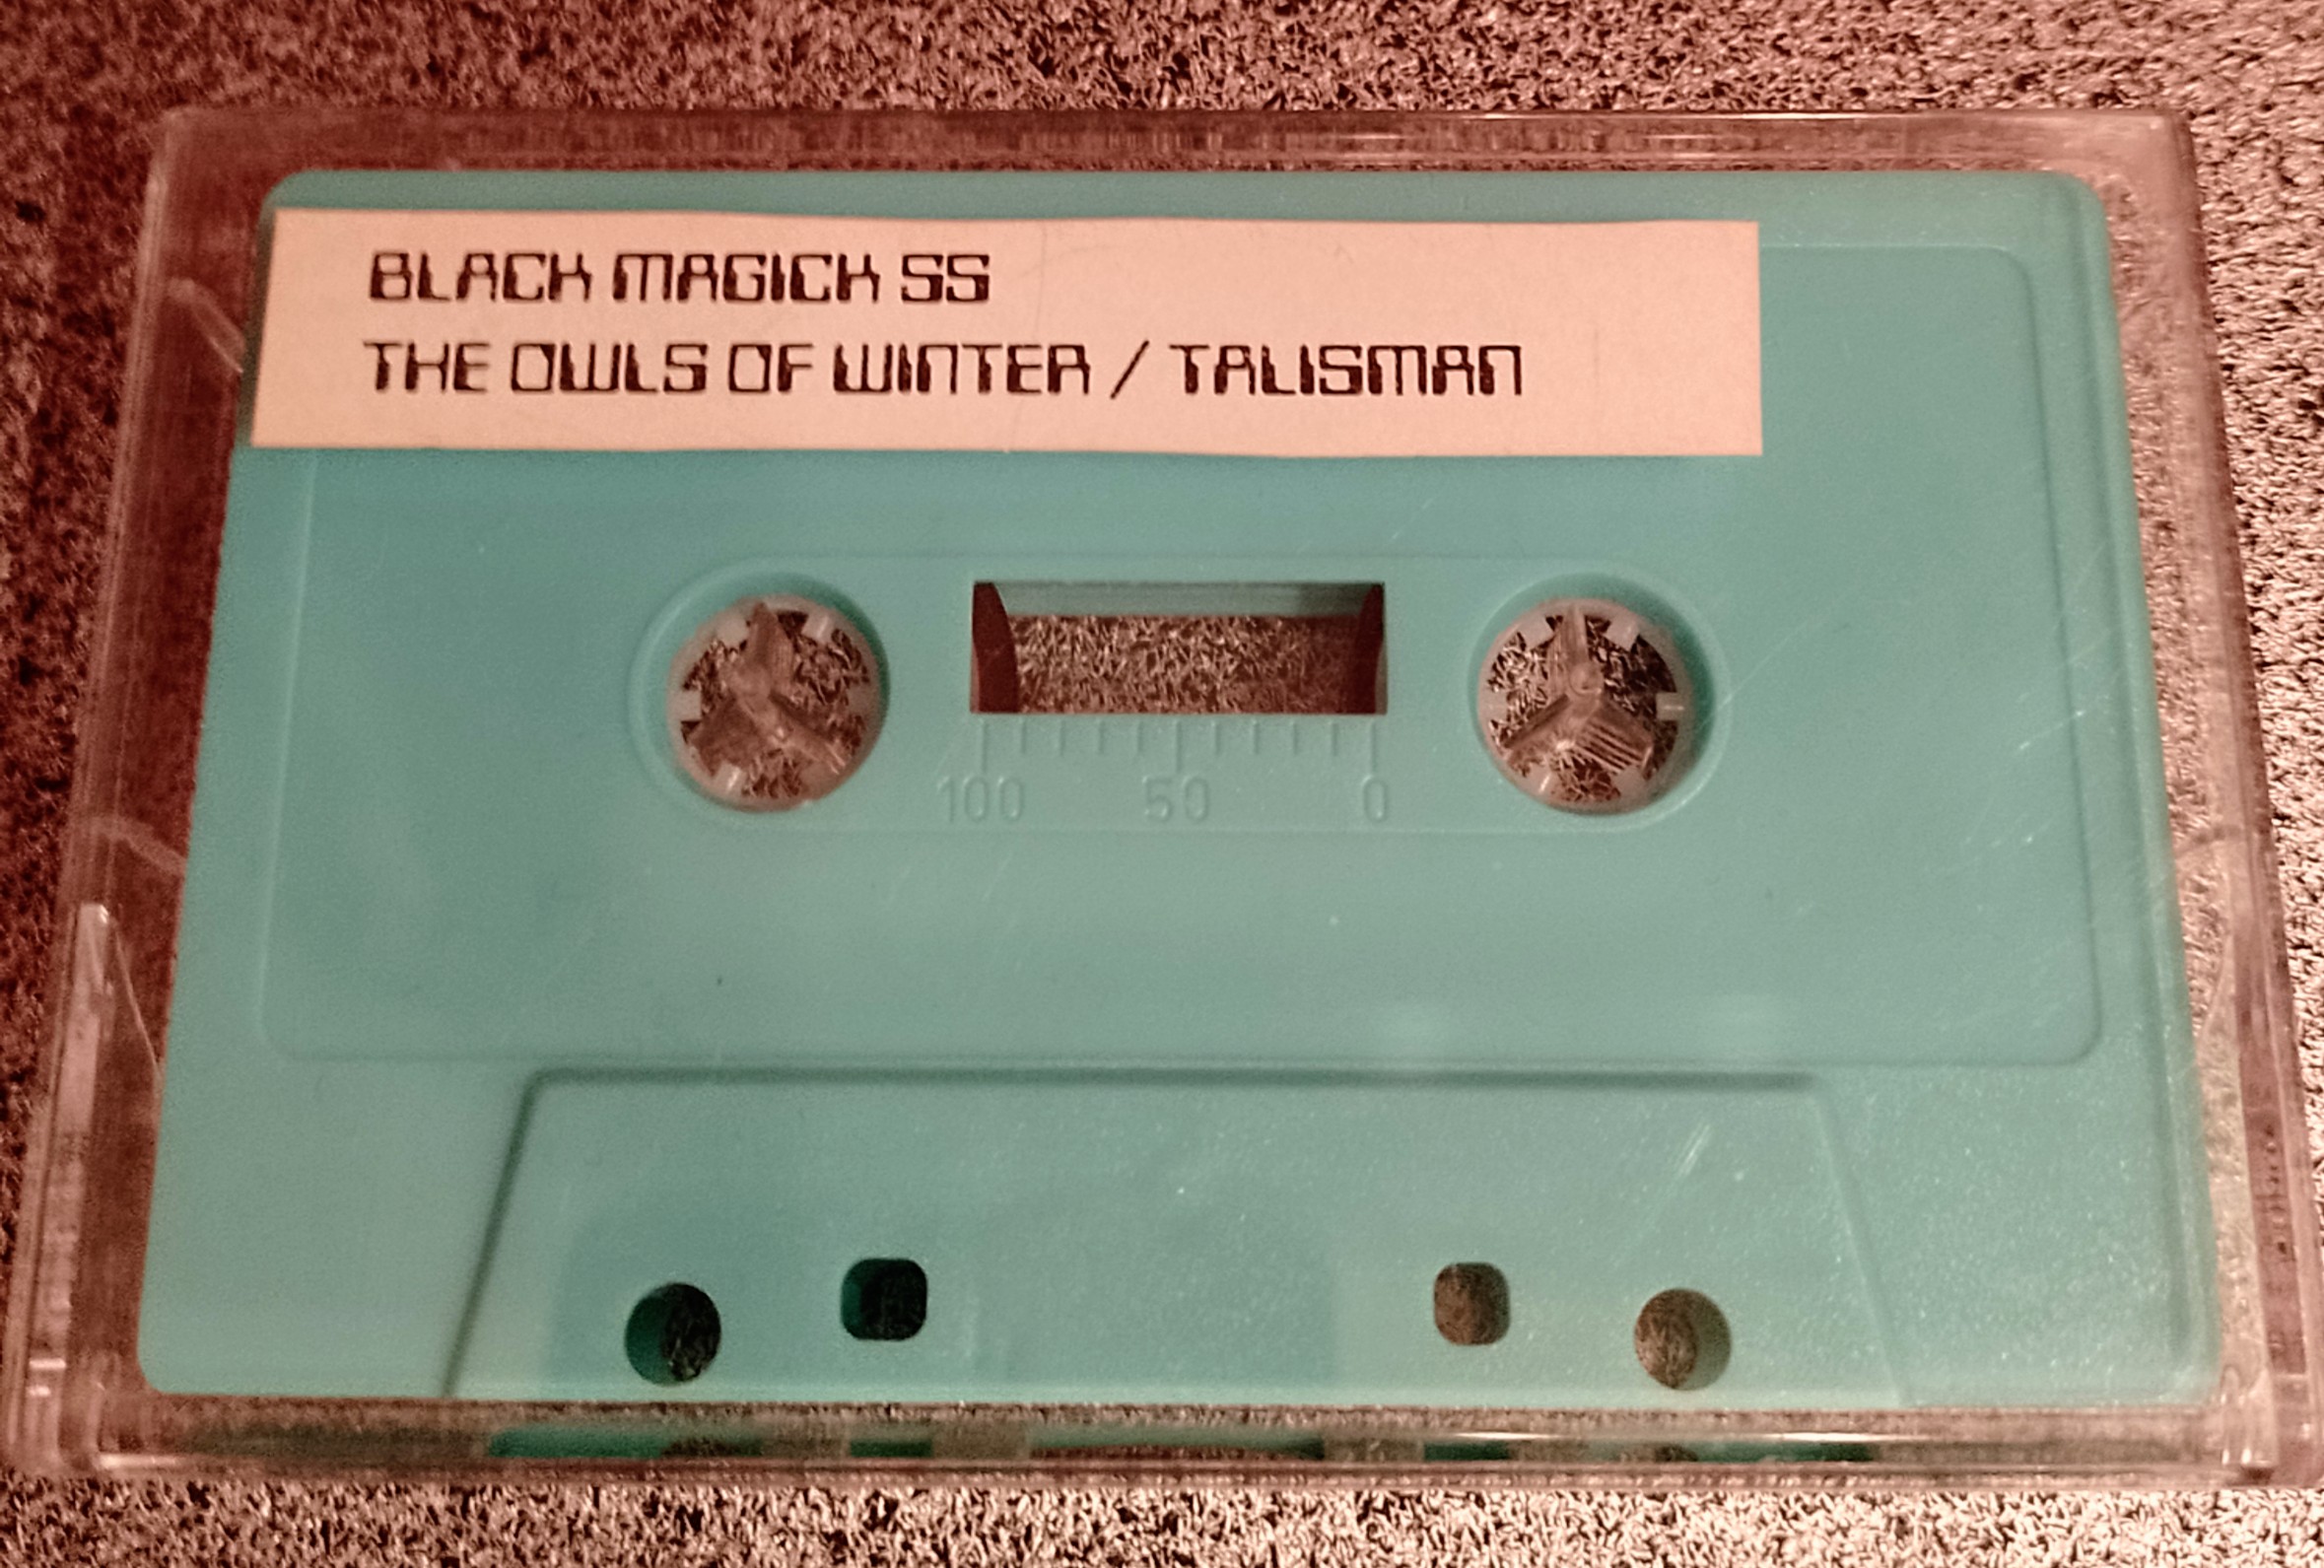 BLACK MAGICK SS
THE OWLS OF WINTER / TALISMAN
100 50 0